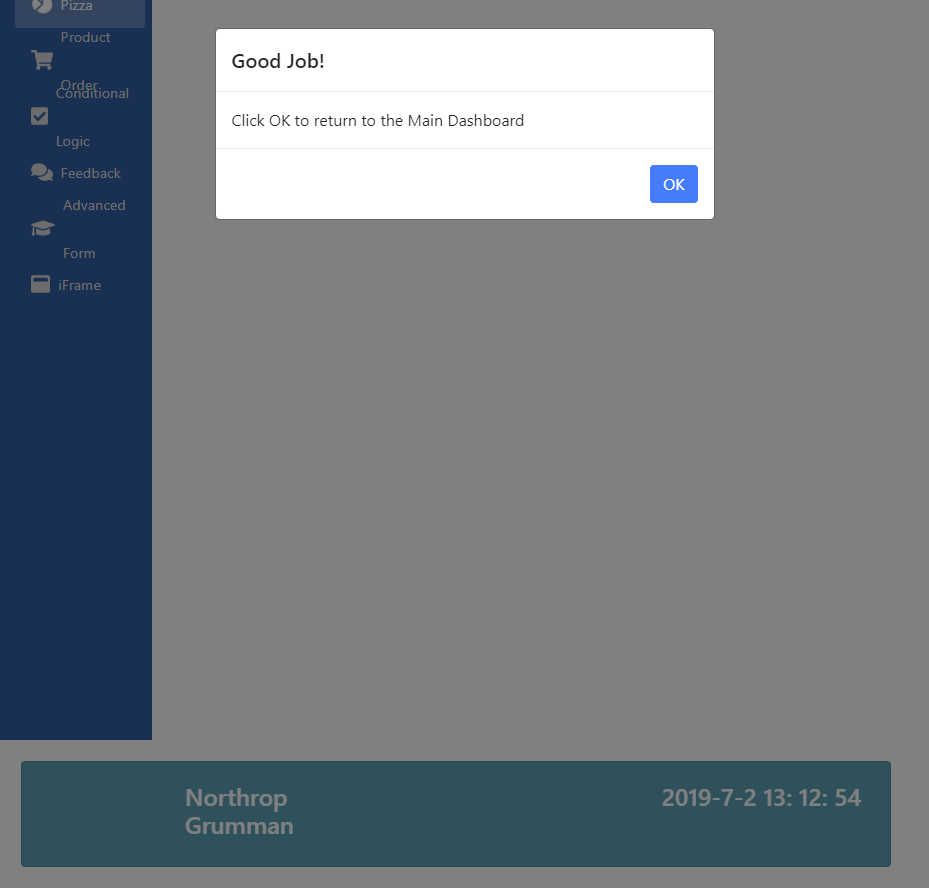 Pizza
Product
Order
Conditional
Logic
Feedback
Advanced
Form
iFrame
Good Job!
Click OK to return to the Main Dashboard
OK
Northrop
Grumman
2019-7-2 13: 12: 54